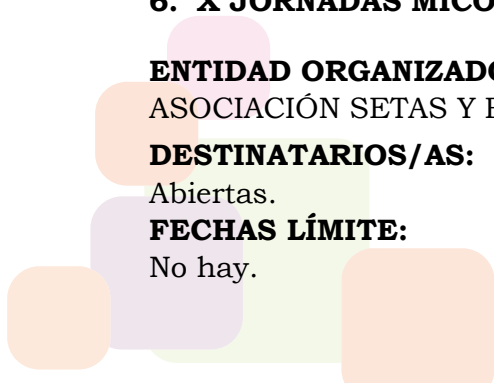 6. X JORNADAS
ENTIDAD
ASOCIACIÓN SETAS Y
DESTINATARIOS/AS:
Abiertas.
FECHAS LÍMITE:
No hay.